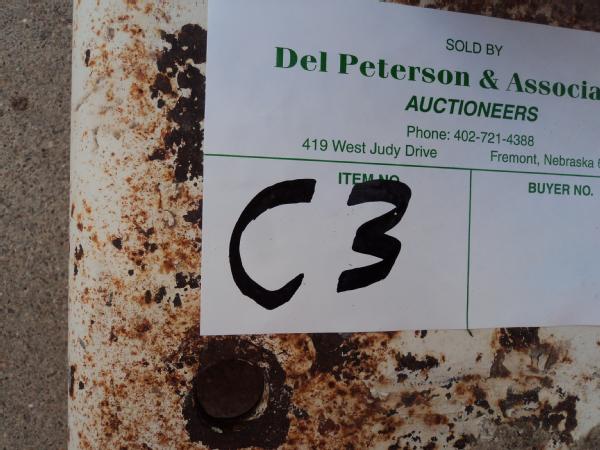 SOLD BY
Del Peterson & Associa
AUCTIONEERS
Phone: 402-721-4388
419 West Judy Drive Fremont, Nebraska 6
ITEM NO. BUYER NO.
C3